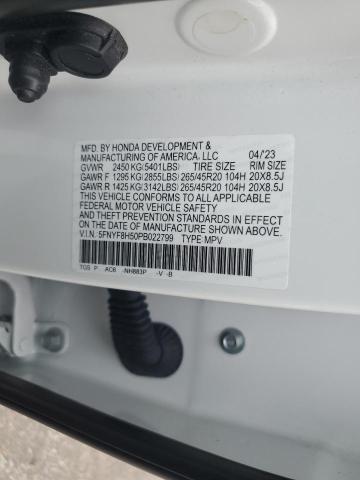 MFD. BY HONDA DEVELOPMENT &
MANUFACTURING OF AMERICA, LLC 04/'23
GVWR 2450 KG(5401LBS) TIRE SIZE RIM SIZE
GAWR F 1295 KG(2855LBS) 265/45R20 104H 20X8.5J
GAWR R 1425 KG(3142LBS) 265/45R20 104H 20X8.5J
THIS VEHICLE CONFORMS TO ALL APPLICABLE
FEDERAL MOTOR VEHICLE SAFETY
AND THEFT PREVENTION STANDARDS IN EFFECT
ON THE DATE OF MANUFACTURE SHOWN ABOVE.
V.I.N. 5FNYF8H50PB022799 TYPE: MPV
TGS P AC6 -NH883P -V -B